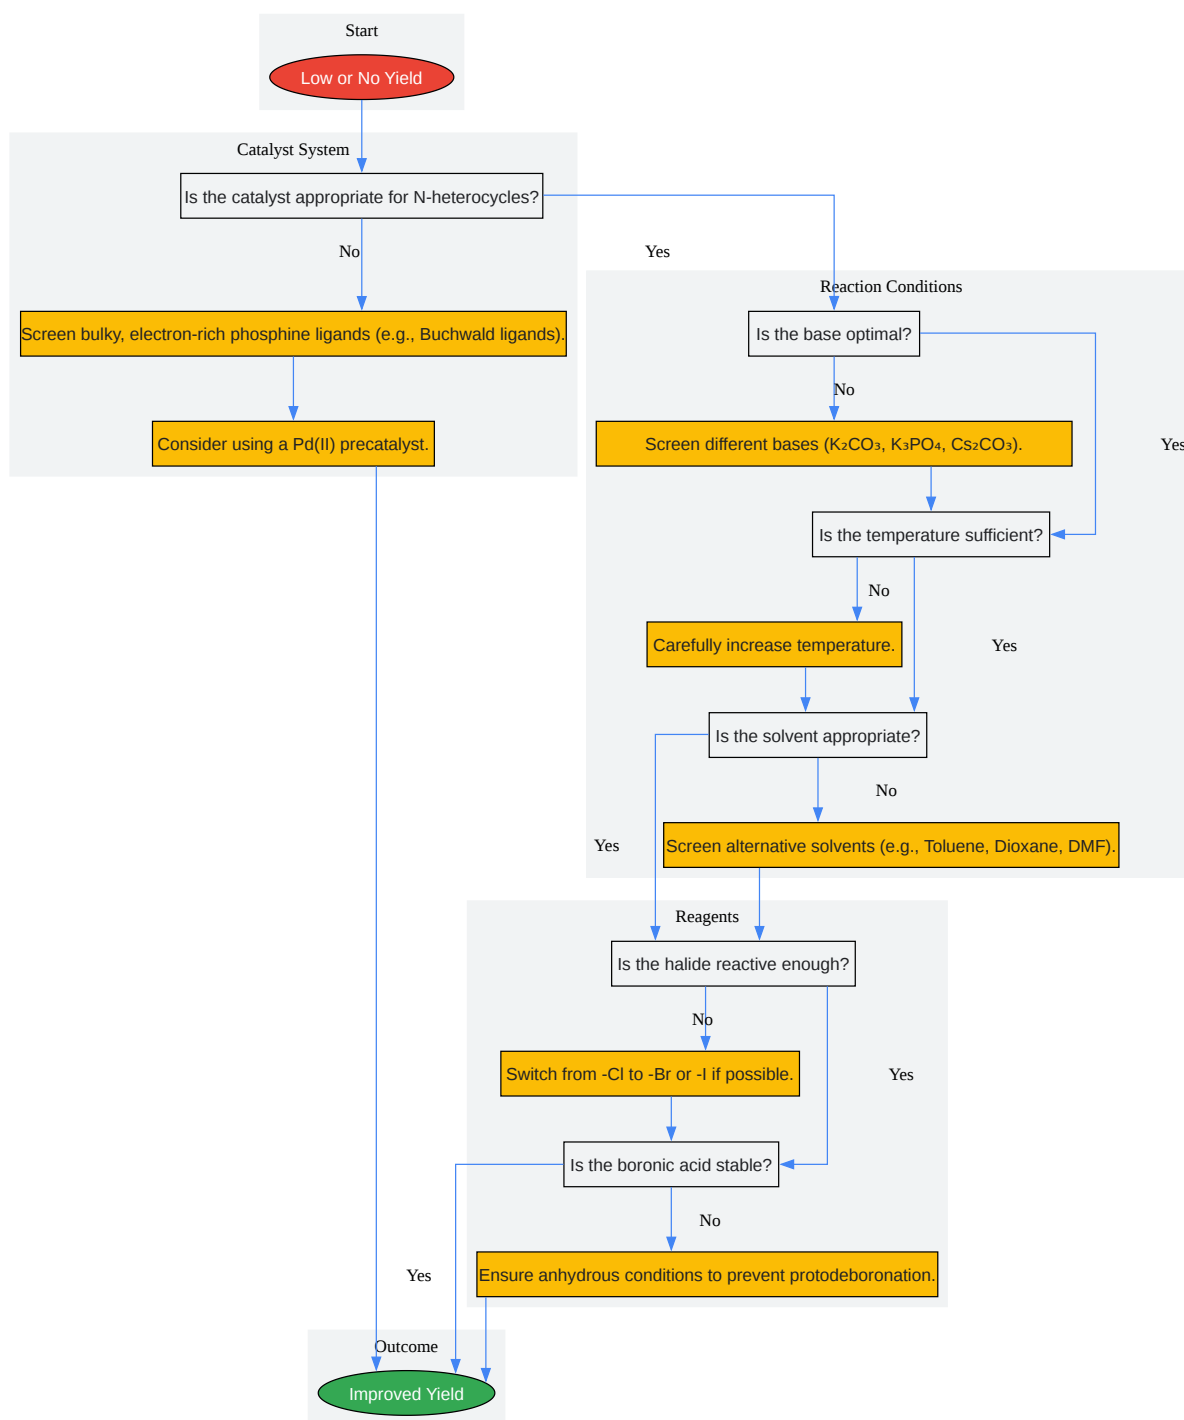 Start
Low or No Yield
Catalyst System
Is the catalyst appropriate for N-heterocycles?
No
Yes
Reaction Conditions
Screen bulky, electron-rich phosphine ligands (e.g., Buchwald ligands).
Is the base optimal?
No
Consider using a Pd(II) precatalyst.
Screen different bases (K₂CO₃, K₃PO₄, Cs₂CO₃).
Yes
Is the temperature sufficient?
No
Carefully increase temperature.
Yes
Is the solvent appropriate?
No
Yes
Screen alternative solvents (e.g., Toluene, Dioxane, DMF).
Reagents
Is the halide reactive enough?
No
Switch from -Cl to -Br or -I if possible.
Yes
Is the boronic acid stable?
No
Yes
Ensure anhydrous conditions to prevent protodeboronation.
Outcome
Improved Yield